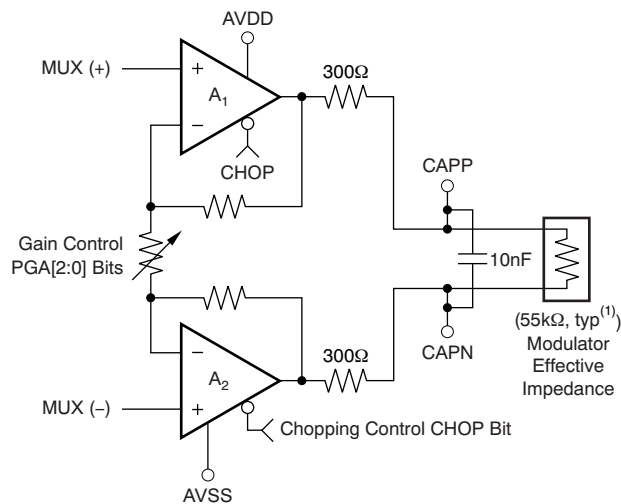 AVDD
MUX (+)
+
A1
−
300Ω
CHOP
CAPP
Gain Control
PGA[2:0] Bits
10nF
(55kΩ, typ(1))
Modulator
Effective
Impedance
−
A2
+
300Ω
CAPN
MUX (−)
Chopping Control CHOP Bit
AVSS